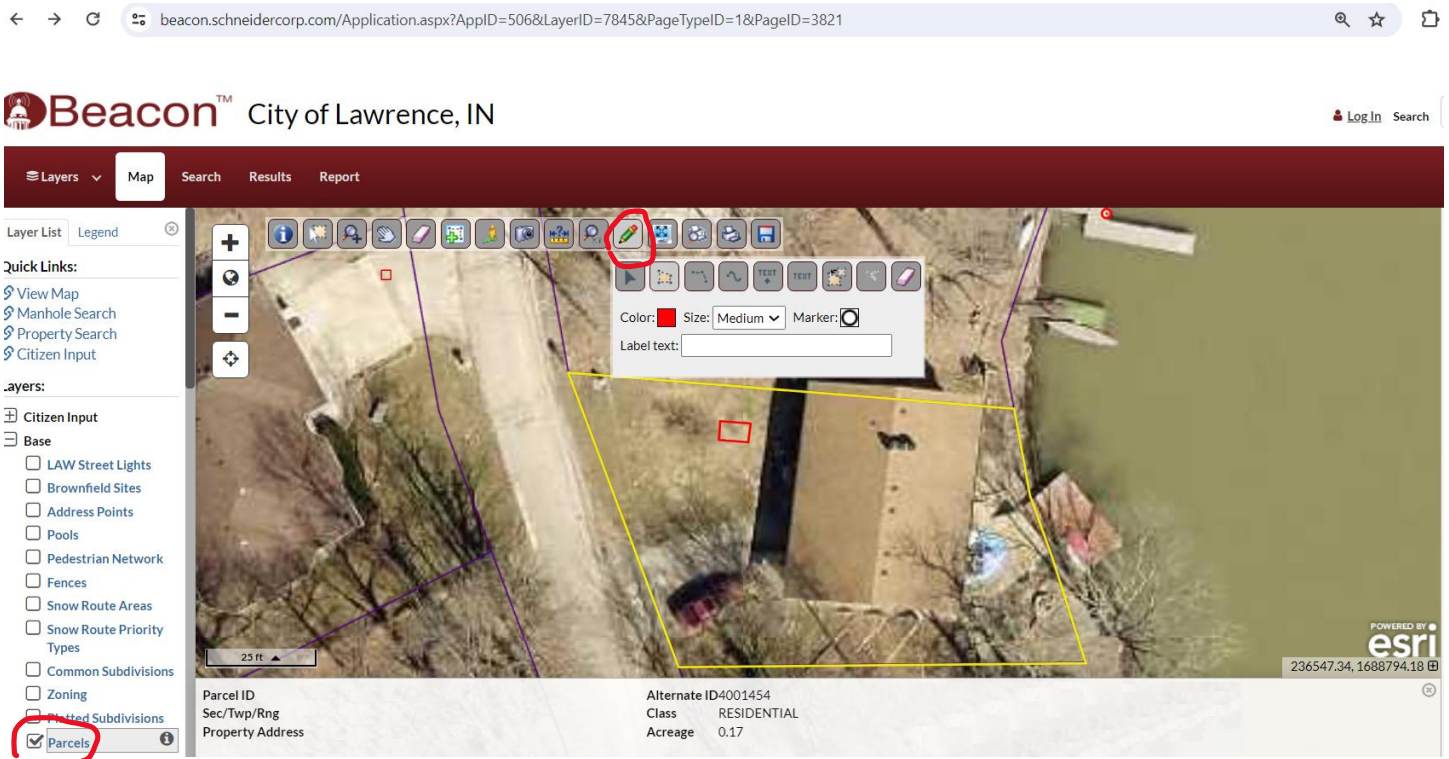 beacon.schneidercorp.com/Application.aspx?AppID=506&LayerID=7845&PageTypeID=1&PageID=3821
Beacon™ City of Lawrence, IN
Log In Search
Layers Map Search Results Report
Layer List Legend
Quick Links:
View Map
Manhole Search
Property Search
Citizen Input
Layers:
Citizen Input
Base
LAW Street Lights
Brownfield Sites
Address Points
Pools
Pedestrian Network
Fences
Snow Route Areas
Snow Route Priority
Types
Common Subdivisions
Zoning
Platted Subdivisions
Parcels
TEXT TEXT
Color: Size: Medium Marker:
Label text:
25 ft
POWERED BY
esri
236547.34, 1688794.18
Parcel ID Alternate ID4001454
Sec/Twp/Rng Class RESIDENTIAL
Property Address Acreage 0.17